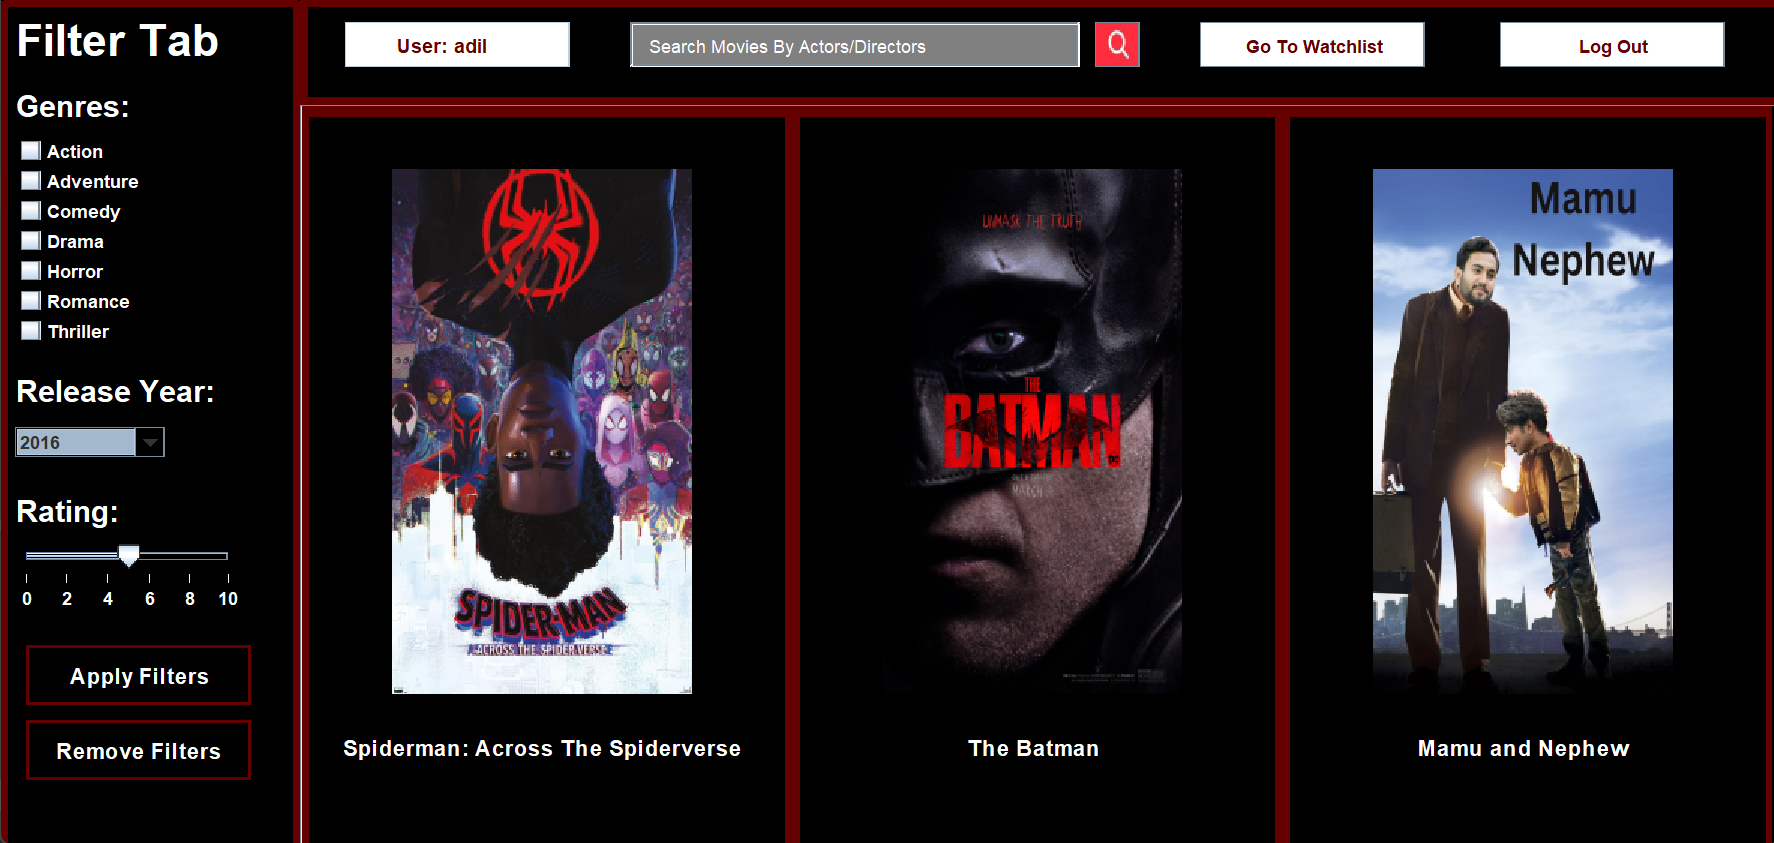 Filter Tab
Genres:
Action
Adventure
Comedy
Drama
Horror
Romance
Thriller
Release Year:
2016
Rating:
0 2 4 6 8 10
Apply Filters
Remove Filters
User: adil
Search Movies By Actors/Directors
Go To Watchlist
Log Out
SPIDER-MAN
ACROSS THE SPIDER-VERSE
Spiderman: Across The Spiderverse
UNMASK THE TRUTH
THE
BATMAN
MARCH
The Batman
Mamu
Nephew
Mamu and Nephew